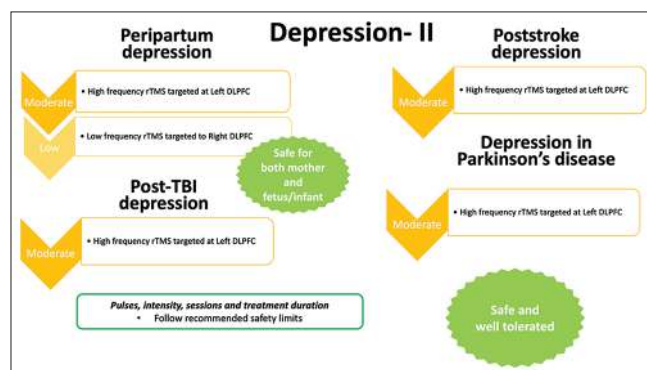 Depression- II
Peripartum
depression
Moderate
• High frequency rTMS targeted at Left DLPFC
Low
• Low frequency rTMS targeted to Right DLPFC
Safe for
both mother
and
fetus/infant
Post-TBI
depression
Moderate
• High frequency rTMS targeted at Left DLPFC
Pulses, intensity, sessions and treatment duration
• Follow recommended safety limits
Poststroke
depression
Moderate
• High frequency rTMS targeted at Left DLPFC
Depression in
Parkinson's disease
Moderate
• High frequency rTMS targeted at Left DLPFC
Safe and
well tolerated